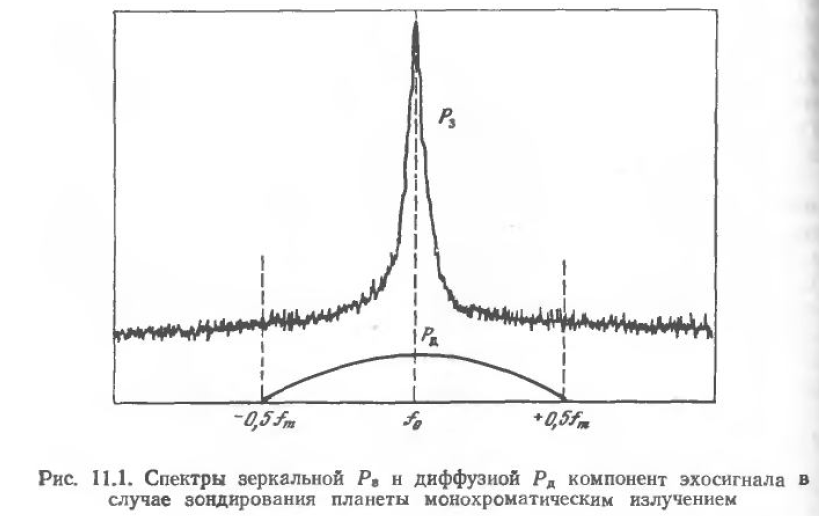 P₃
Pд
−0,5fm
f₀
+0,5fm
Рис. 11.1. Спектры зеркальной Pз и диффузной Pд компонент эхосигнала в
случае зондирования планеты монохроматическим излучением